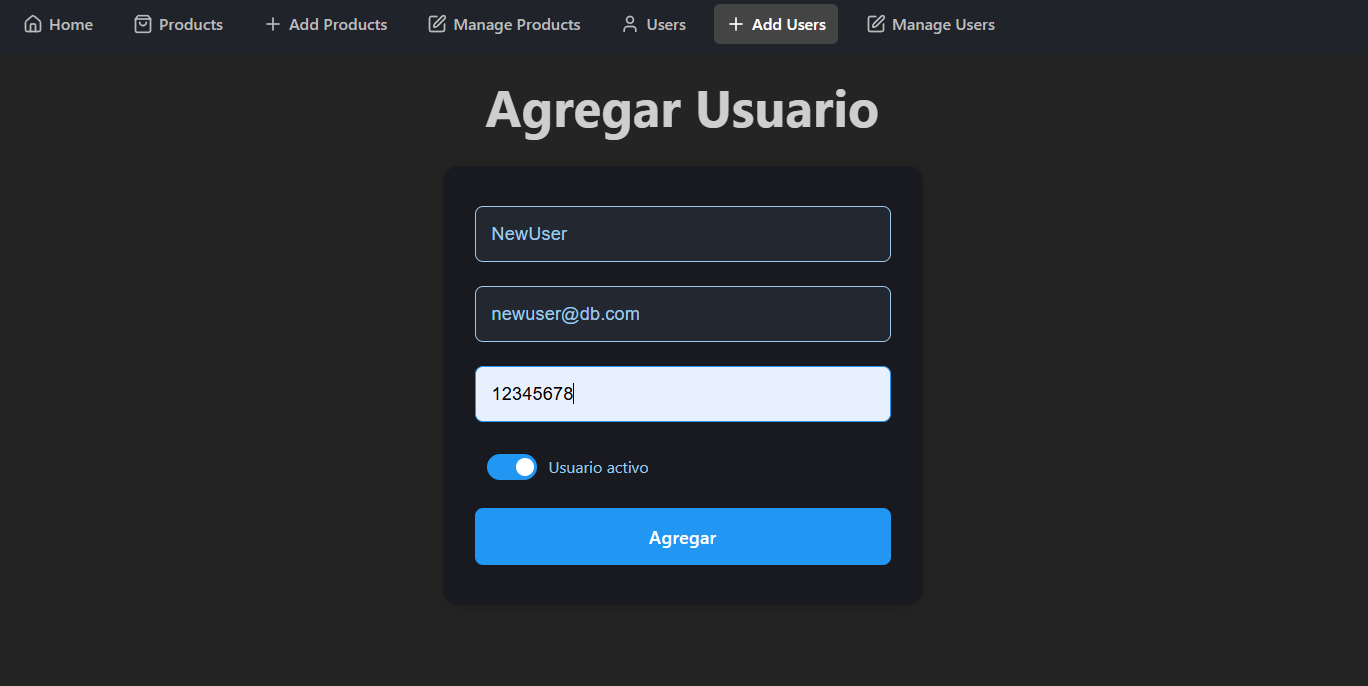 Home Products Add Products Manage Products Users Add Users Manage Users
Agregar Usuario
NewUser
newuser@db.com
12345678
Usuario activo
Agregar